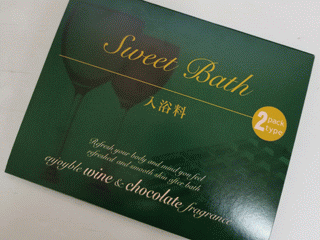 Sweet Bath
入浴料
2 pack type
Refresh your body and mind you feel
refreshed and smooth skin after bath
enjoyble wine & chocolate fragrance